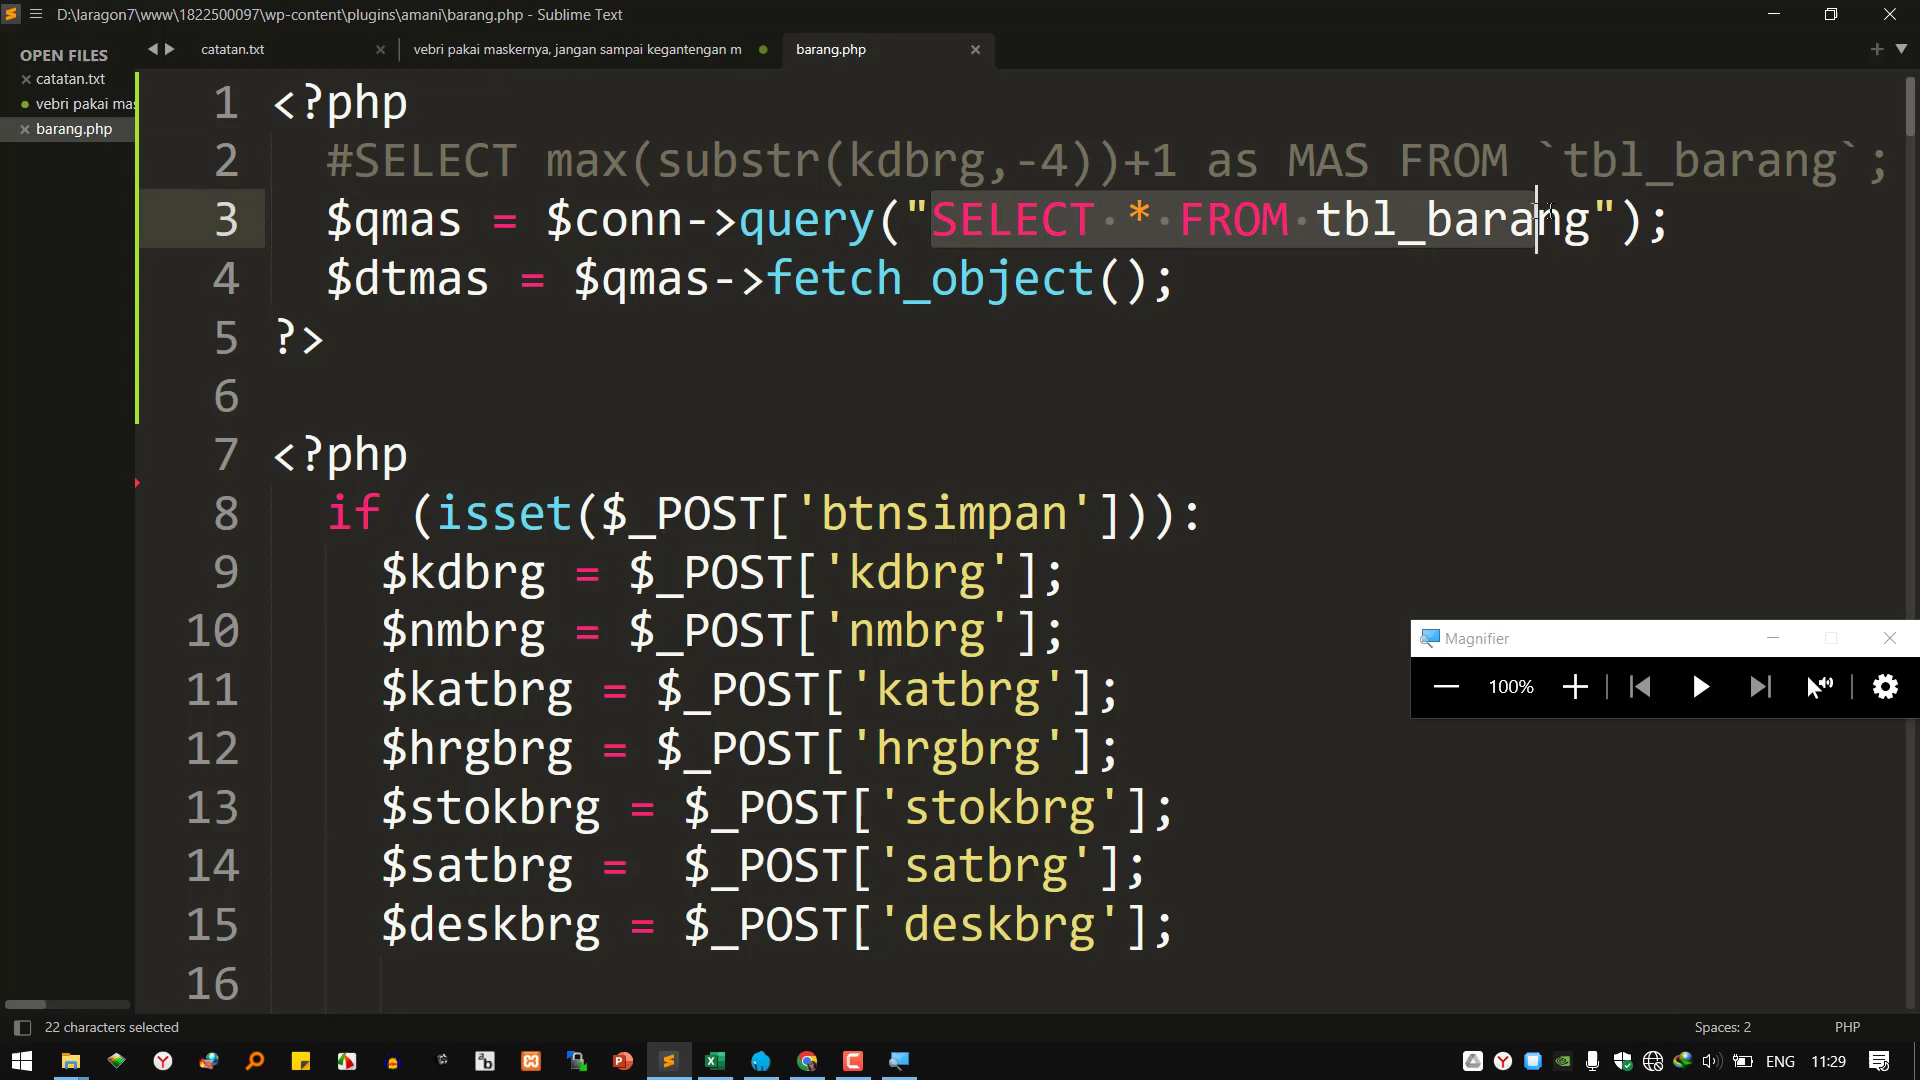 D:\laragon7\www\1822500097\wp-content\plugins\amani\barang.php - Sublime Text
OPEN FILES
catatan.txt
vebri pakai mas
barang.php
catatan.txt
vebri pakai maskernya, jangan sampai kegantengan m
barang.php
1 <?php
2 #SELECT max(substr(kdbrg,-4))+1 as MAS FROM `tbl_barang`;
3 $qmas = $conn->query("SELECT * FROM tbl_barang");
4 $dtmas = $qmas->fetch_object();
5 ?>
6
7 <?php
8 if (isset($_POST['btnsimpan'])):
9 $kdbrg = $_POST['kdbrg'];
10 $nmbrg = $_POST['nmbrg'];
11 $katbrg = $_POST['katbrg'];
12 $hrgbrg = $_POST['hrgbrg'];
13 $stokbrg = $_POST['stokbrg'];
14 $satbrg =  $_POST['satbrg'];
15 $deskbrg = $_POST['deskbrg'];
16
Magnifier
100%
22 characters selected
Spaces: 2
PHP
ENG
11:29